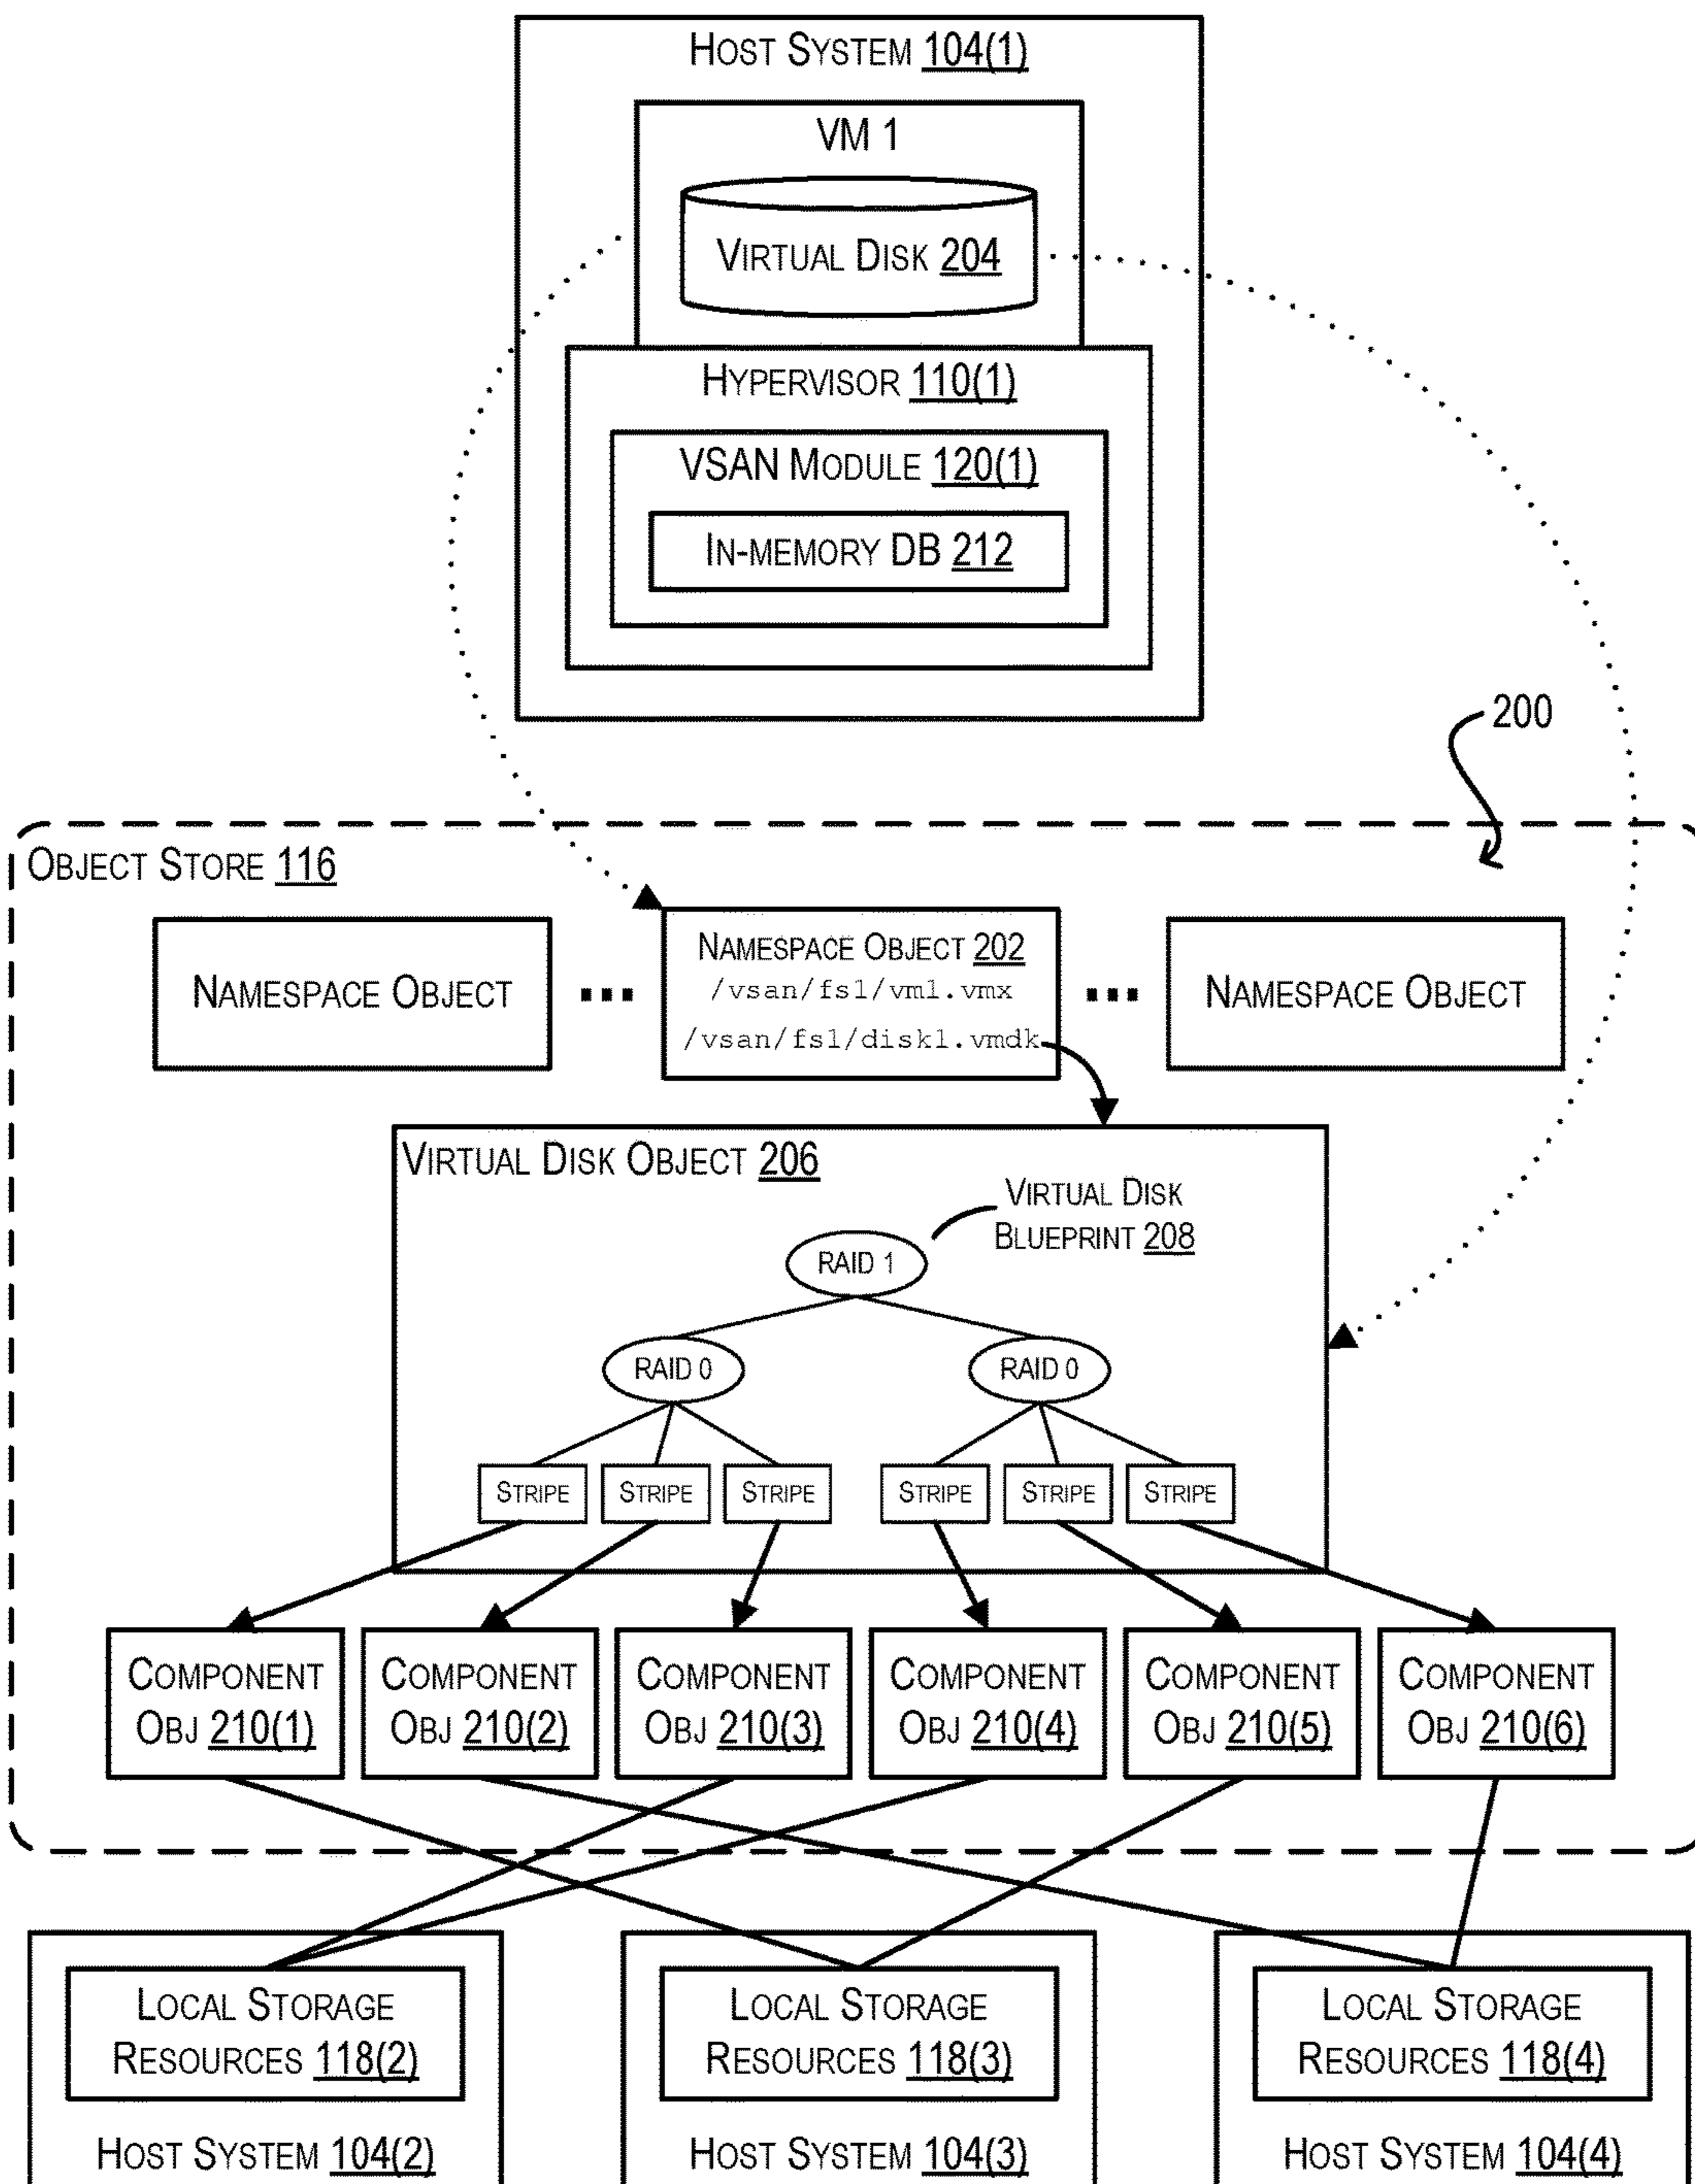 HOST SYSTEM 104(1)
VM 1
VIRTUAL DISK 204
HYPERVISOR 110(1)
VSAN MODULE 120(1)
IN-MEMORY DB 212
200
OBJECT STORE 116
NAMESPACE OBJECT
NAMESPACE OBJECT 202
/vsan/fs1/vm1.vmx
/vsan/fs1/disk1.vmdk
NAMESPACE OBJECT
VIRTUAL DISK OBJECT 206
VIRTUAL DISK
BLUEPRINT 208
RAID 1
RAID 0
RAID 0
STRIPE
STRIPE
STRIPE
STRIPE
STRIPE
STRIPE
COMPONENT
OBJ 210(1)
COMPONENT
OBJ 210(2)
COMPONENT
OBJ 210(3)
COMPONENT
OBJ 210(4)
COMPONENT
OBJ 210(5)
COMPONENT
OBJ 210(6)
LOCAL STORAGE
RESOURCES 118(2)
HOST SYSTEM 104(2)
LOCAL STORAGE
RESOURCES 118(3)
HOST SYSTEM 104(3)
LOCAL STORAGE
RESOURCES 118(4)
HOST SYSTEM 104(4)